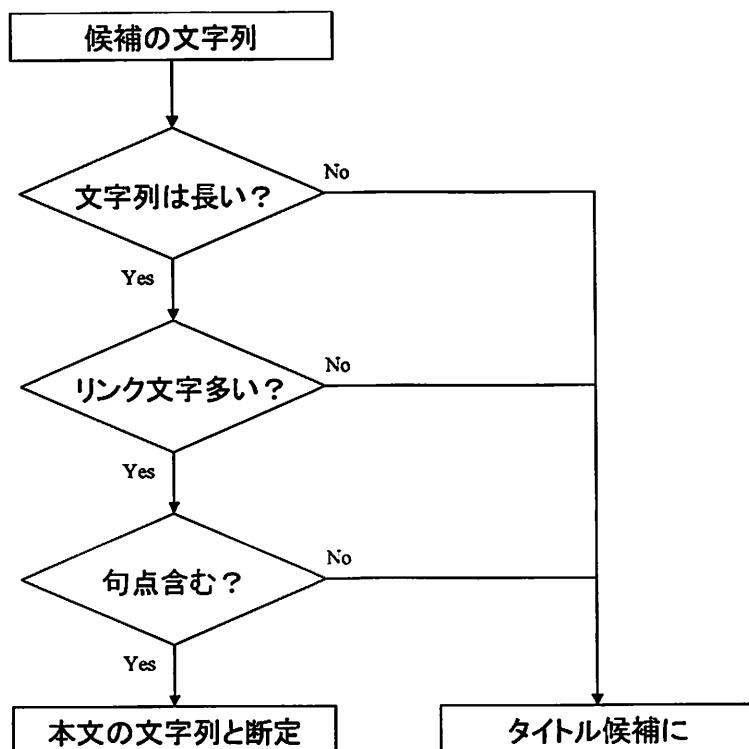 候補の文字列
文字列は長い？
No
Yes
リンク文字多い？
No
Yes
句点含む？
No
Yes
本文の文字列と断定
タイトル候補に